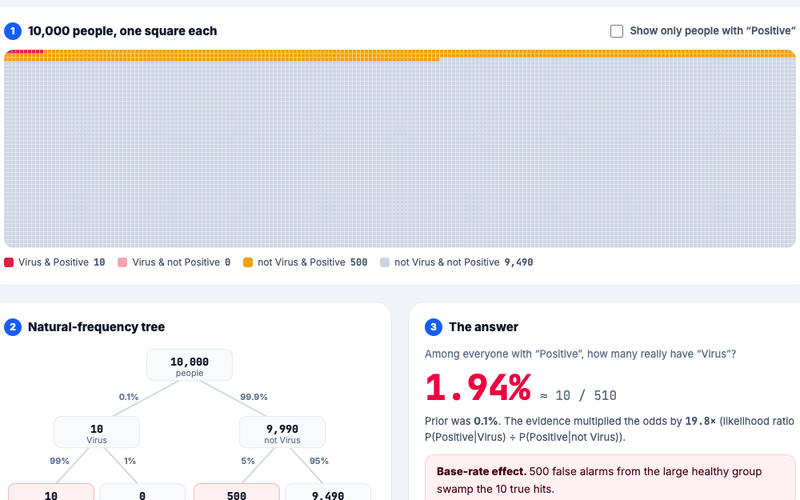 1 10,000 people, one square each
Show only people with “Positive”
Virus & Positive 10 Virus & not Positive 0 not Virus & Positive 500 not Virus & not Positive 9,490
2 Natural-frequency tree
10,000
people
0.1% 99.9%
10
Virus
9,990
not Virus
99% 1% 5% 95%
10 0 500 9,490
3 The answer
Among everyone with “Positive”, how many really have “Virus”?
1.94% ≈ 10 / 510
Prior was 0.1%. The evidence multiplied the odds by 19.8× (likelihood ratio
P(Positive|Virus) ÷ P(Positive|not Virus)).
Base-rate effect. 500 false alarms from the large healthy group
swamp the 10 true hits.